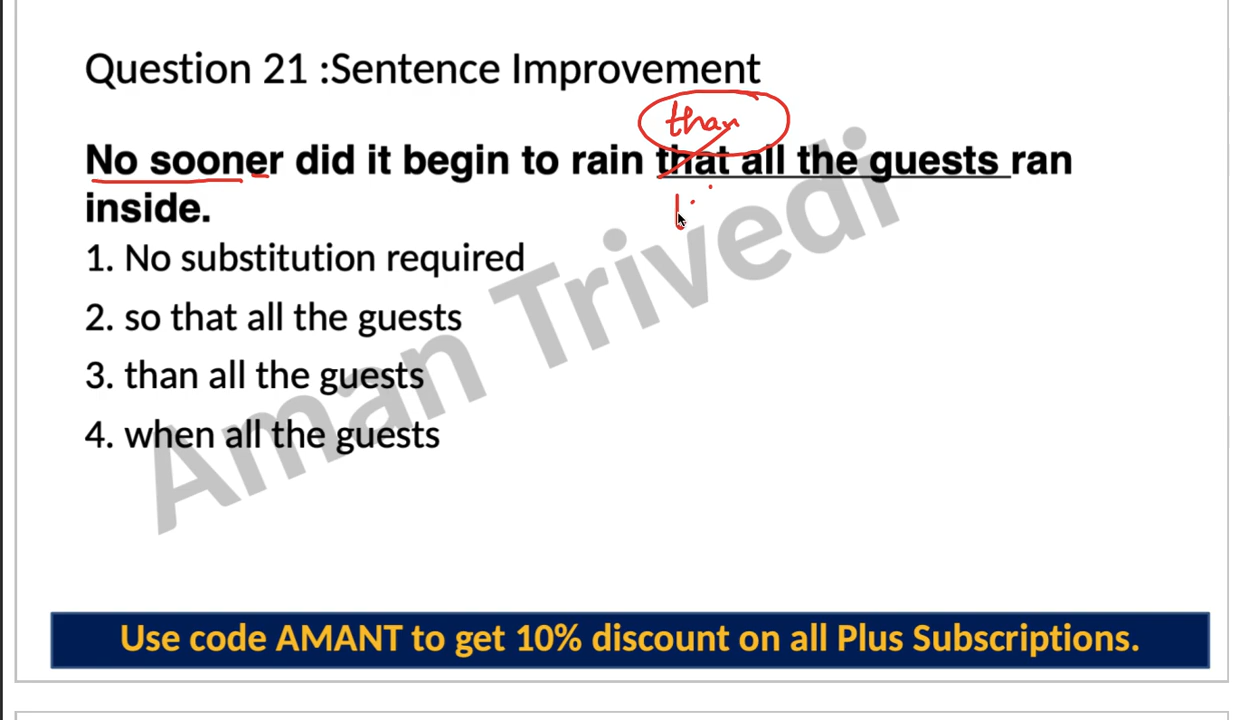 Question 21 :Sentence Improvement
than
No sooner did it begin to rain that all the guests ran
inside.
1. No substitution required
2. so that all the guests
3. than all the guests
4. when all the guests
Aman Trivedi
Use code AMANT to get 10% discount on all Plus Subscriptions.